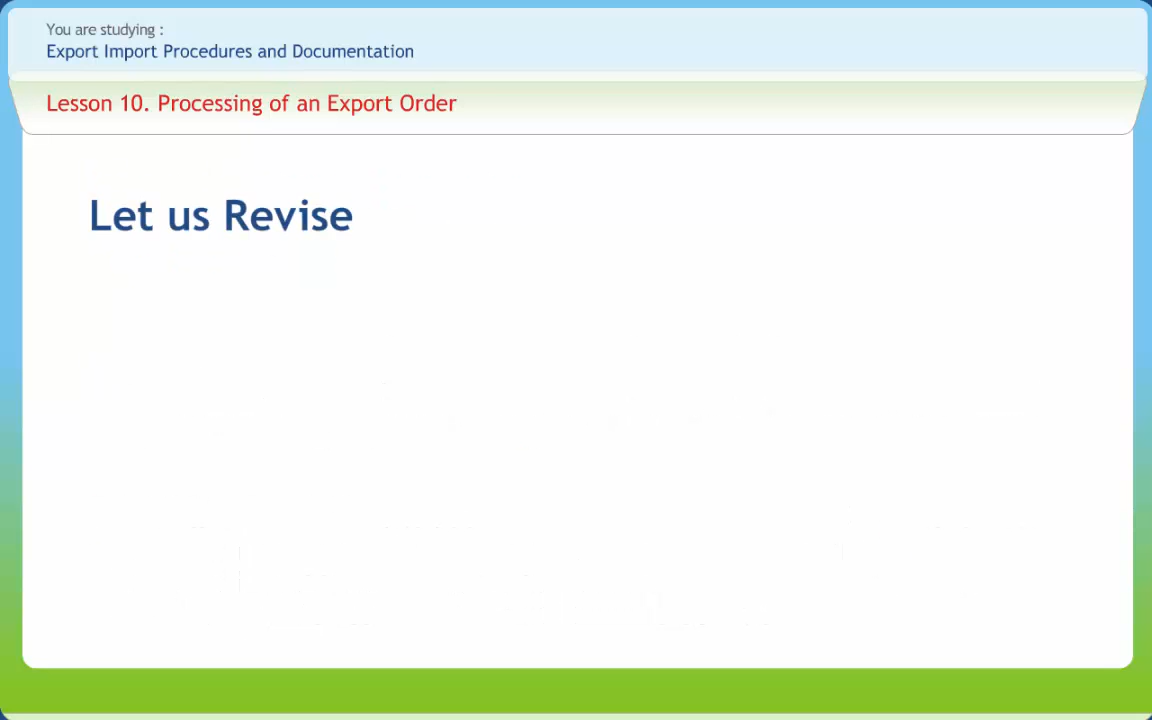 You are studying :
Export Import Procedures and Documentation
Lesson 10. Processing of an Export Order
Let us Revise